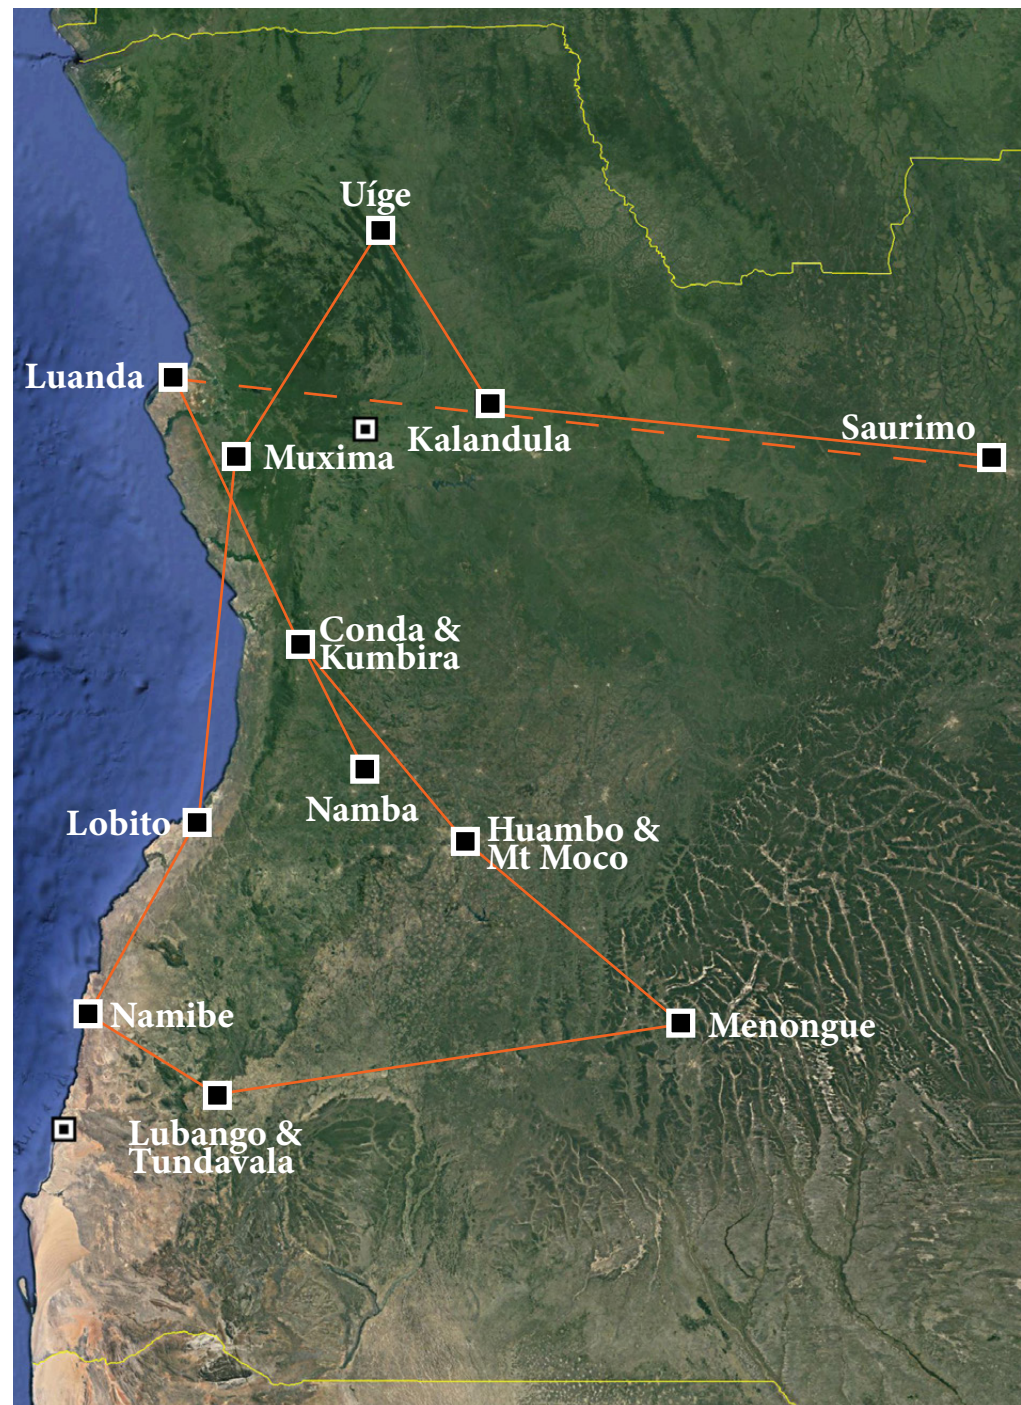 Uíge
Luanda
Saurimo
Kalandula
Muxima
Conda &
Kumbira
Namba
Lobito
Huambo &
Mt Moco
Namibe
Menongue
Lubango &
Tundavala